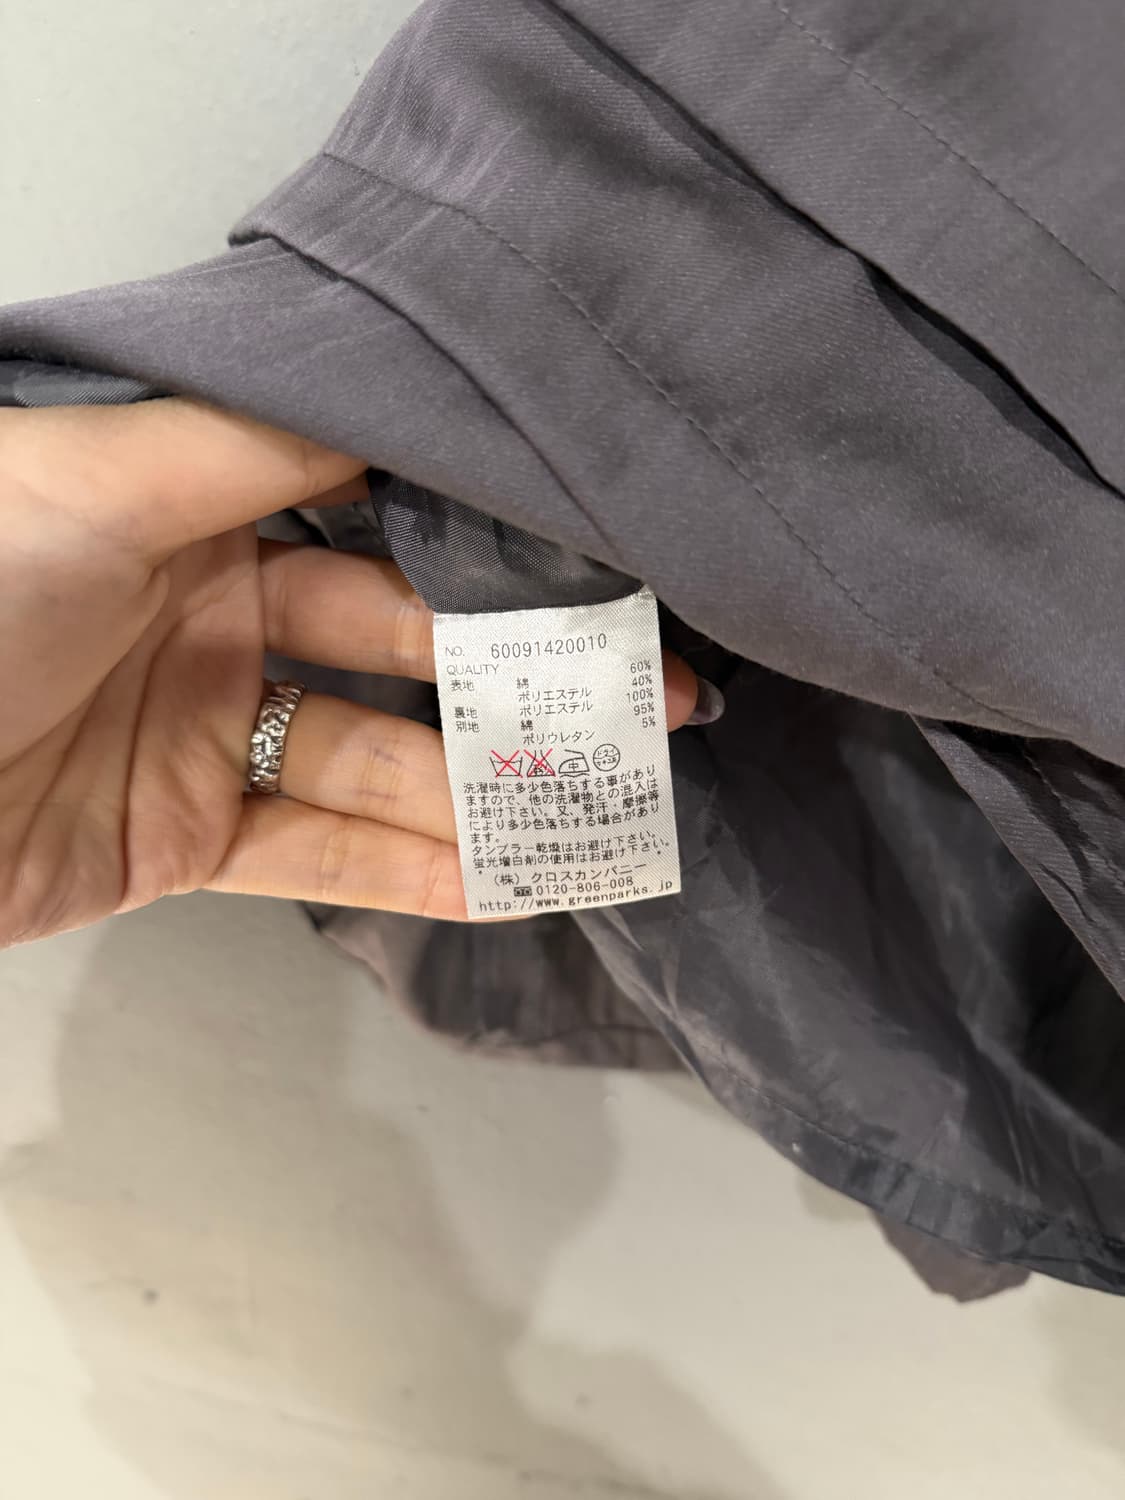 NO. 60091420010
QUALITY
表地 綿 60%
ポリエステル 40%
裏地 ポリエステル 100%
別地 綿 95%
ポリウレタン 5%
ドライ
中
洗濯時に多少色落ちする事があり
ますので、他の洗濯物との混入は
お避け下さい。又、発汗・摩擦等
により多少色落ちする場合があり
ます。
タンブラー乾燥はお避け下さい。
蛍光増白剤の使用はお避け下さい。
(株) クロスカンパニー
0120-806-008
http://www.greenparks.jp